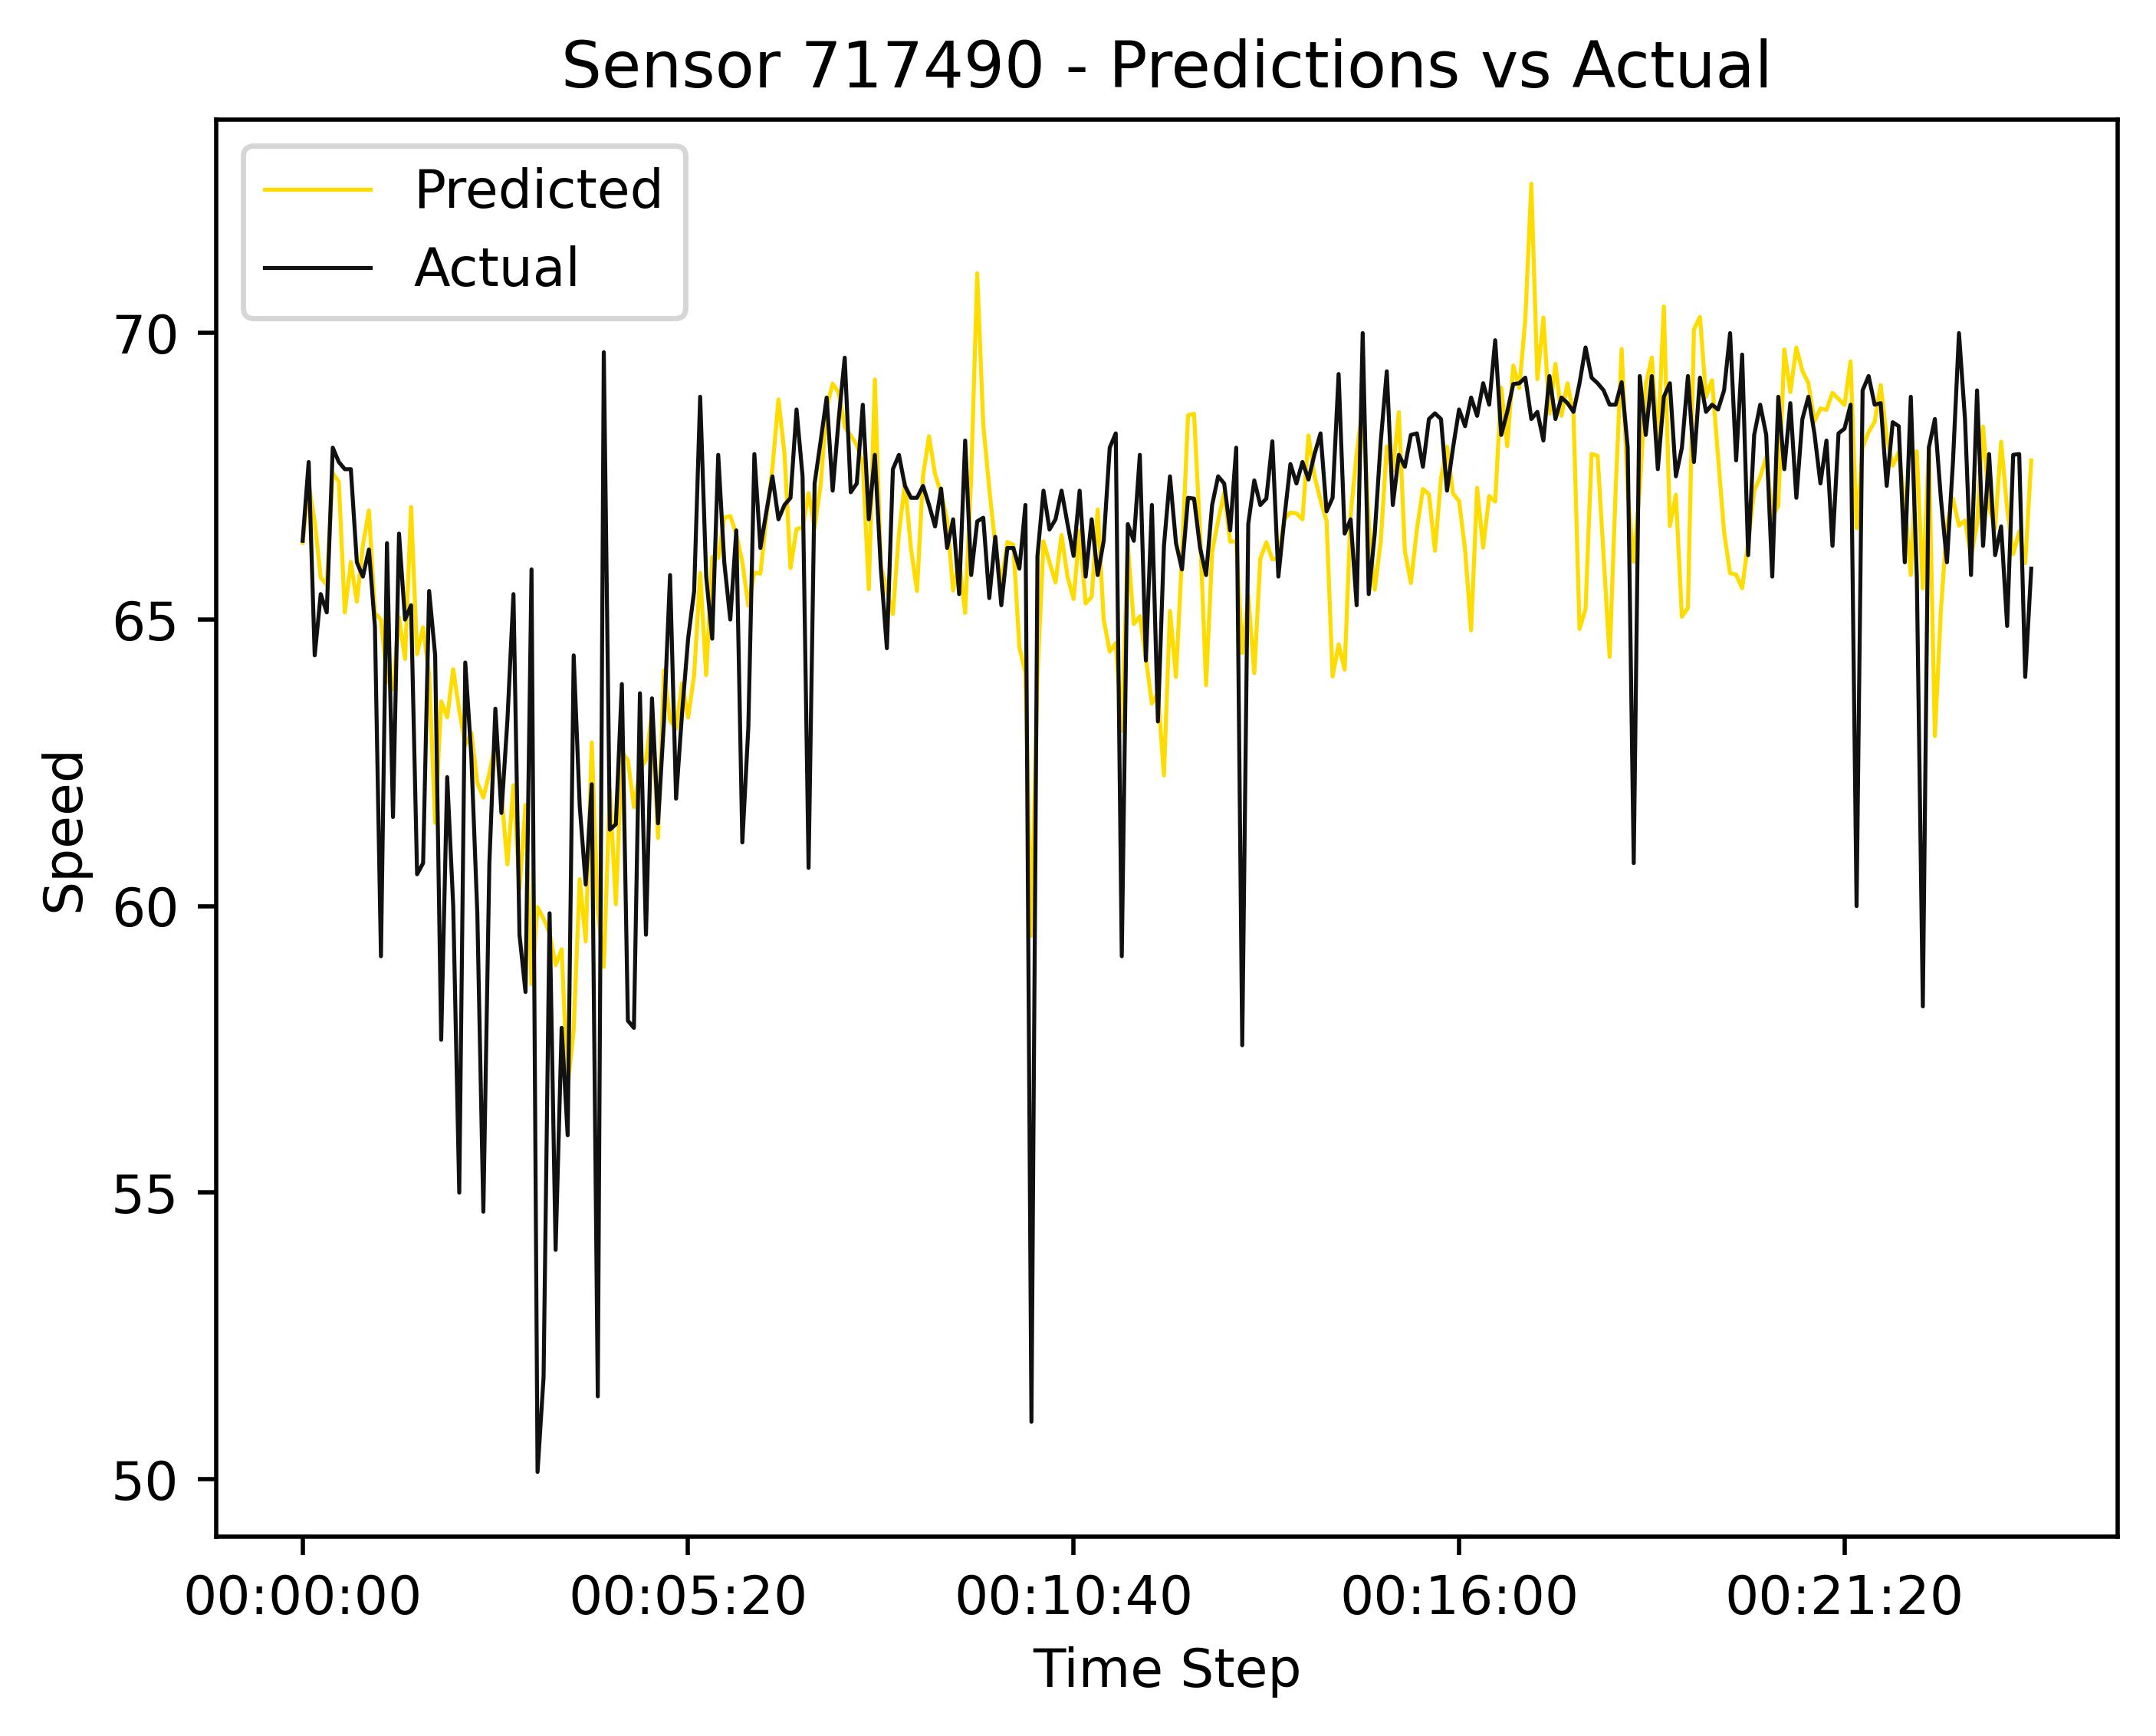 Sensor 717490 - Predictions vs Actual
Predicted
Actual
70
65
60
55
50
Speed
00:00:00 00:05:20 00:10:40 00:16:00 00:21:20
Time Step